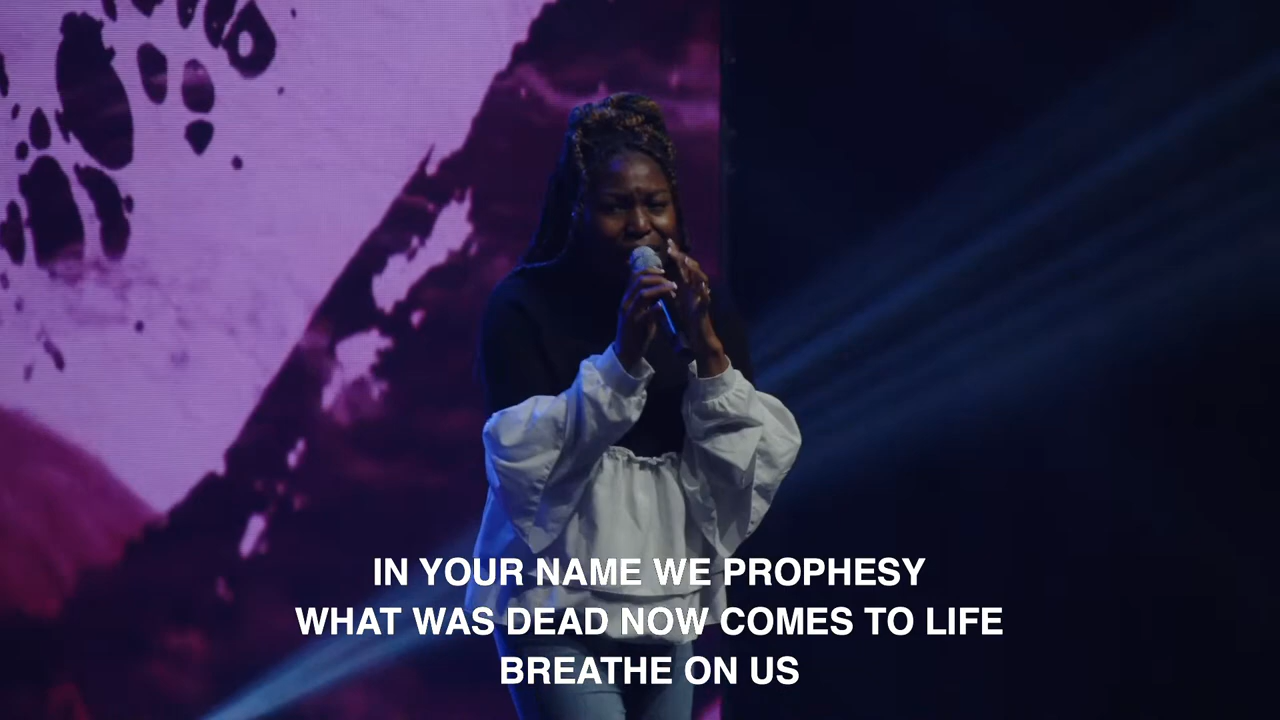 IN YOUR NAME WE PROPHESY
WHAT WAS DEAD NOW COMES TO LIFE
BREATHE ON US